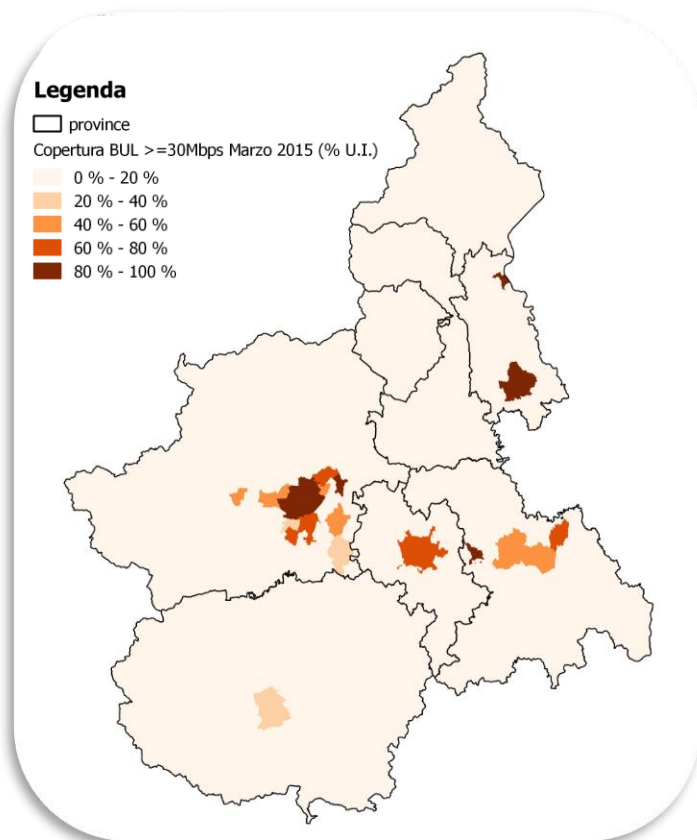 Legenda
province
Copertura BUL >=30Mbps Marzo 2015 (% U.I.)
0 % - 20 %
20 % - 40 %
40 % - 60 %
60 % - 80 %
80 % - 100 %